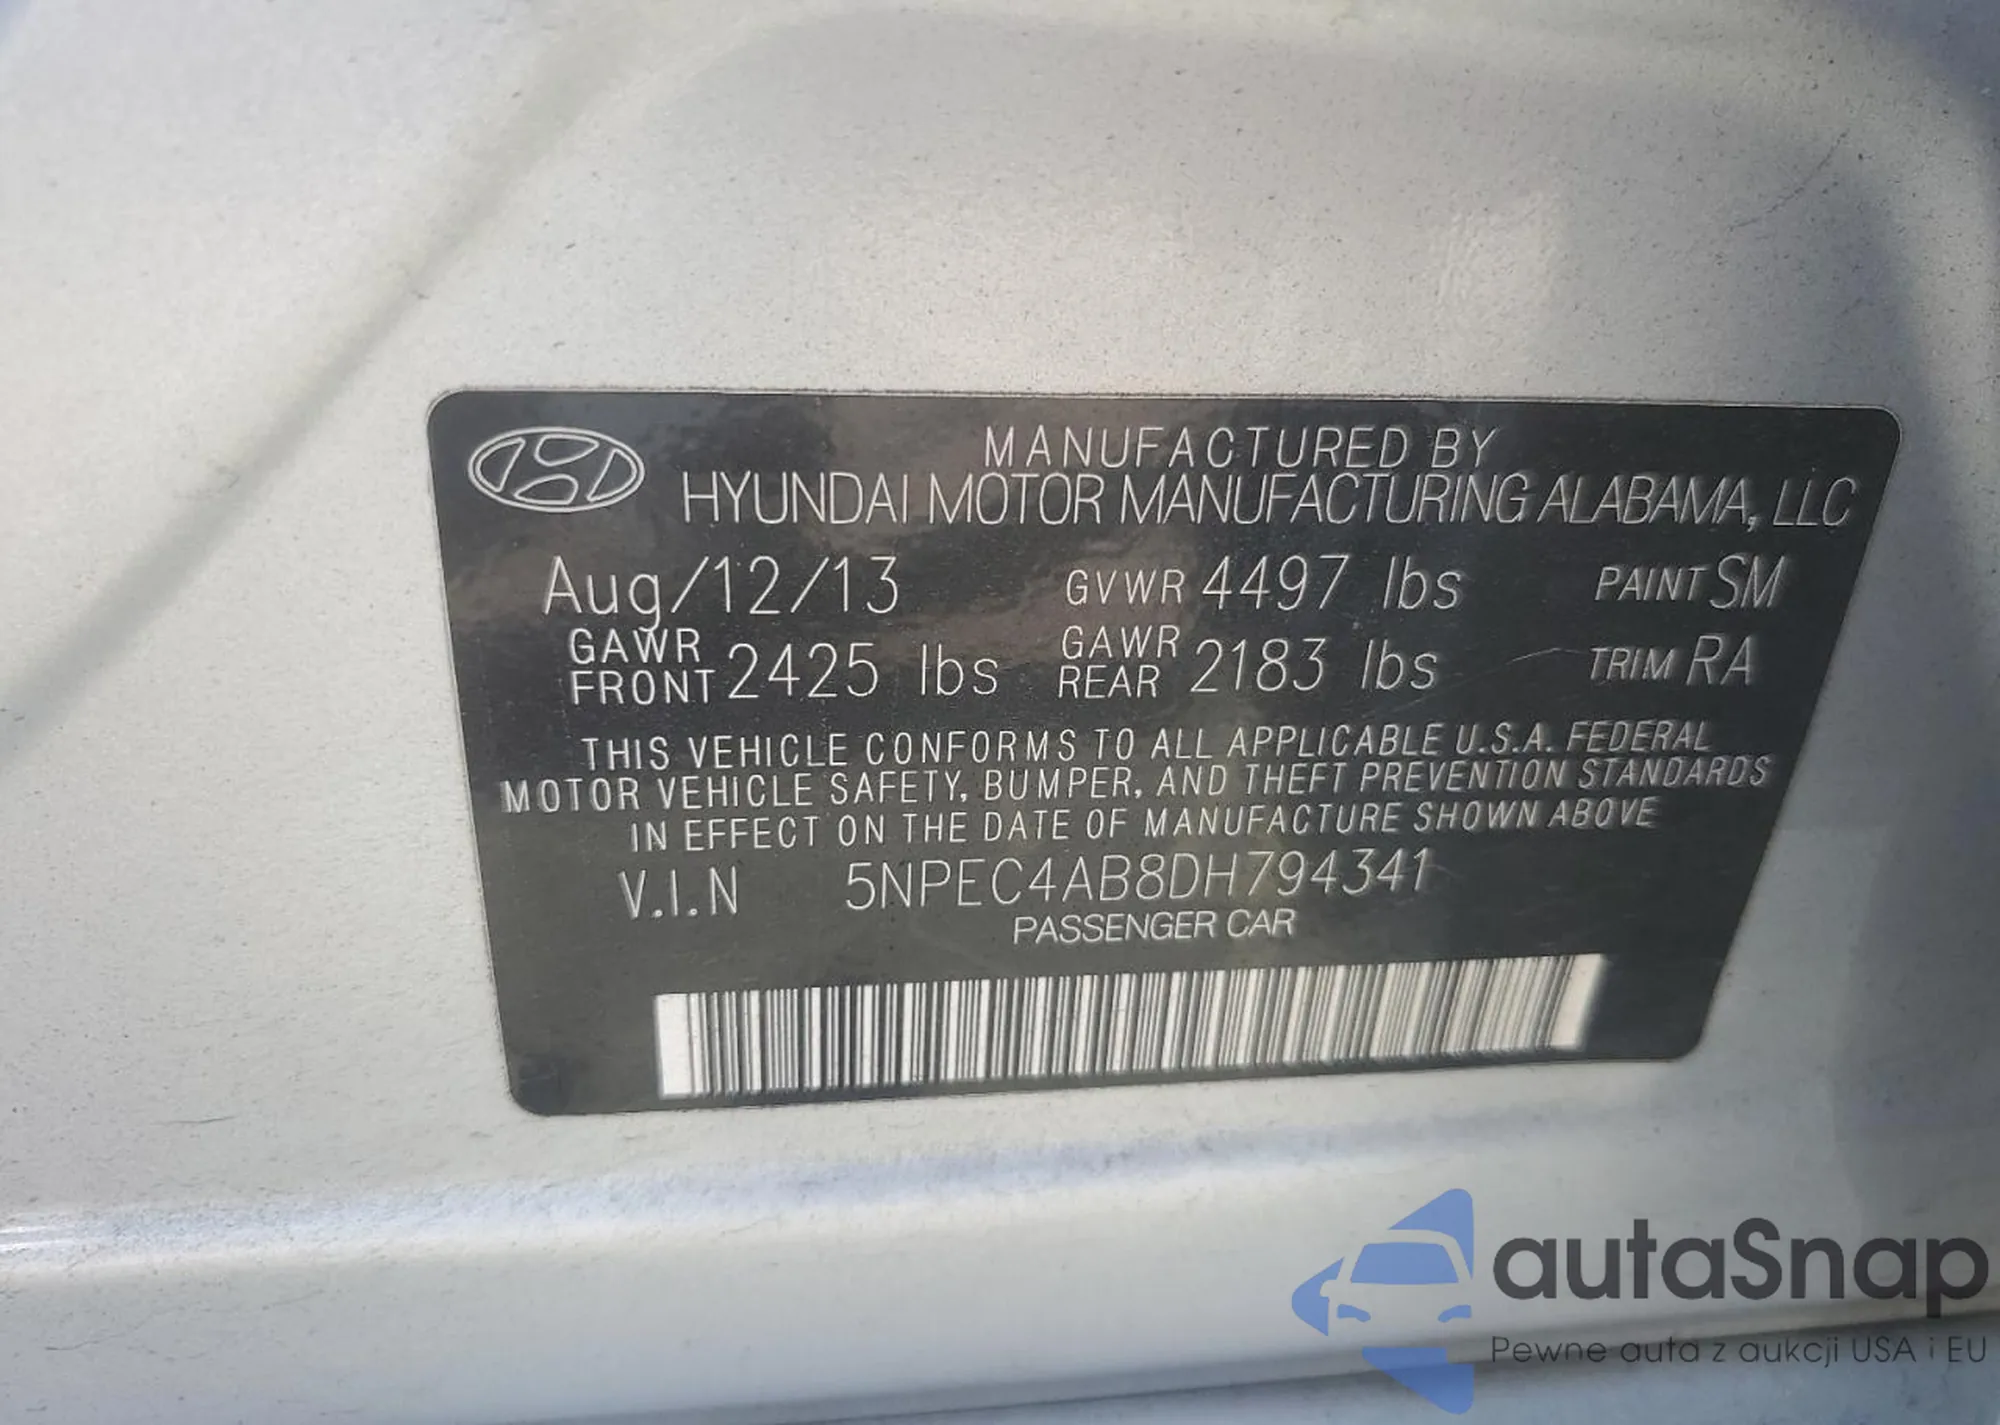 MANUFACTURED BY
HYUNDAI MOTOR MANUFACTURING ALABAMA, LLC
Aug/12/13 GVWR 4497 lbs PAINT SM
GAWR FRONT 2425 lbs GAWR REAR 2183 lbs TRIM RA
THIS VEHICLE CONFORMS TO ALL APPLICABLE U.S.A. FEDERAL
MOTOR VEHICLE SAFETY, BUMPER, AND THEFT PREVENTION STANDARDS
IN EFFECT ON THE DATE OF MANUFACTURE SHOWN ABOVE
V.I.N 5NPEC4AB8DH794341
PASSENGER CAR
autaSnap
Pewne auta z aukcji USA i EU